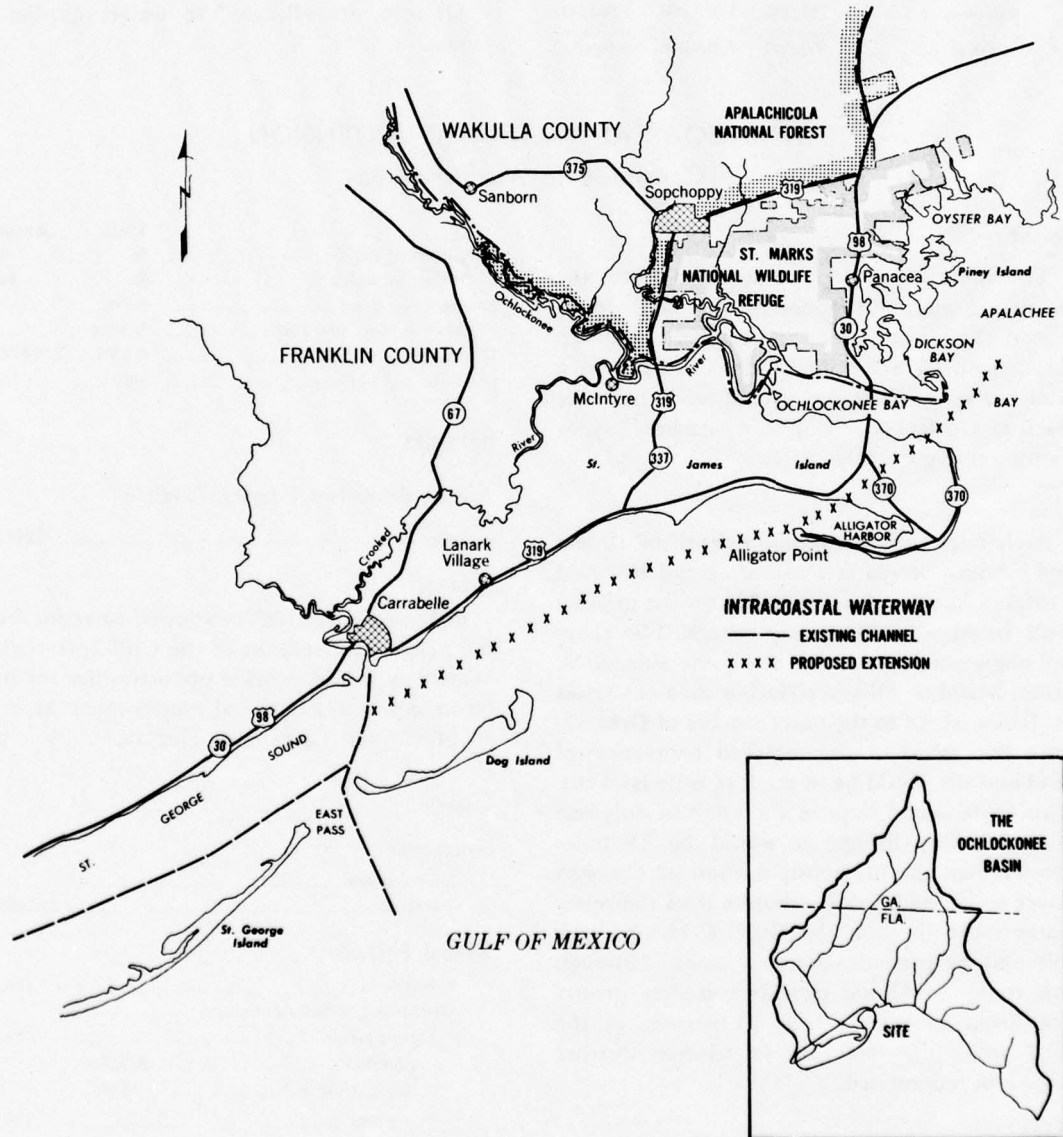 WAKULLA COUNTY
APALACHICOLA
NATIONAL FOREST
N
375
Sanborn
Sopchoppy
319
OYSTER BAY
98
ST. MARKS
NATIONAL WILDLIFE
REFUGE
Panacea
Piney Island
Ochlockonee
APALACHEE
30
FRANKLIN COUNTY
DICKSON
BAY
River
McIntyre
67
319
OCHLOCKONEE BAY
BAY
River
337
St. James Island
370
370
Crooked
Lanark
Village
319
ALLIGATOR
HARBOR
Alligator Point
Carrabelle
INTRACOASTAL WATERWAY
EXISTING CHANNEL
x x x x PROPOSED EXTENSION
98
30
ST. GEORGE SOUND
Dog Island
EAST
PASS
St. George
Island
GULF OF MEXICO
THE
OCHLOCKONEE
BASIN
GA.
FLA.
SITE